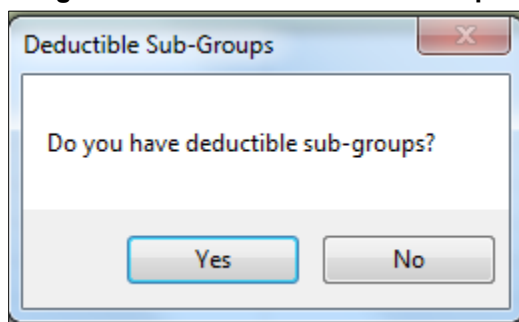 Deductible Sub-Groups
Do you have deductible sub-groups?
Yes
No